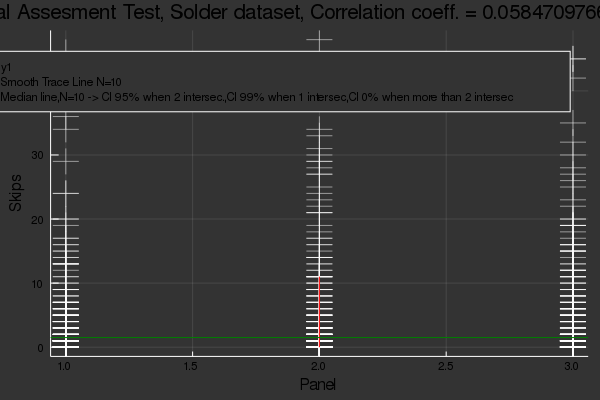 al Assesment Test, Solder dataset, Correlation coeff. = 0.058470976
y1
Smooth Trace Line N=10
Median line,N=10 -> CI 95% when 2 intersec.,CI 99% when 1 intersec,CI 0% when more than 2 intersec
30
20
10
0
Skips
1.0 1.5 2.0 2.5 3.0
Panel